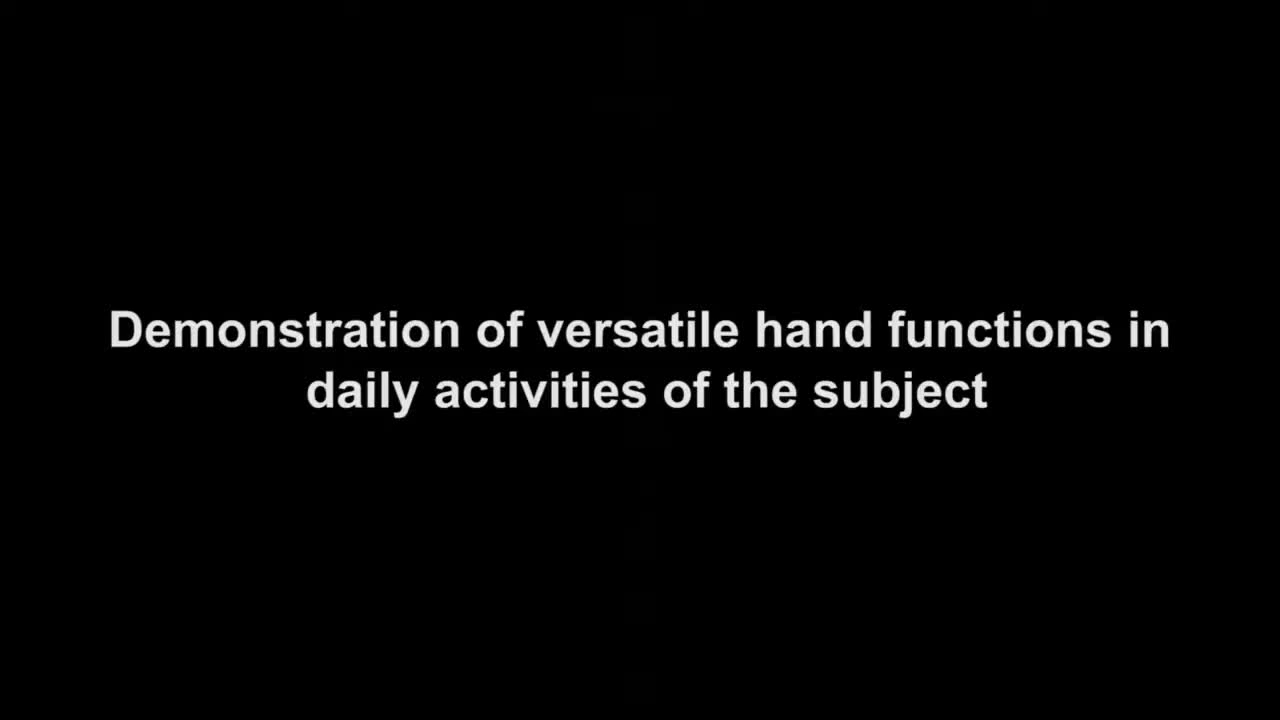 Demonstration of versatile hand functions in
daily activities of the subject